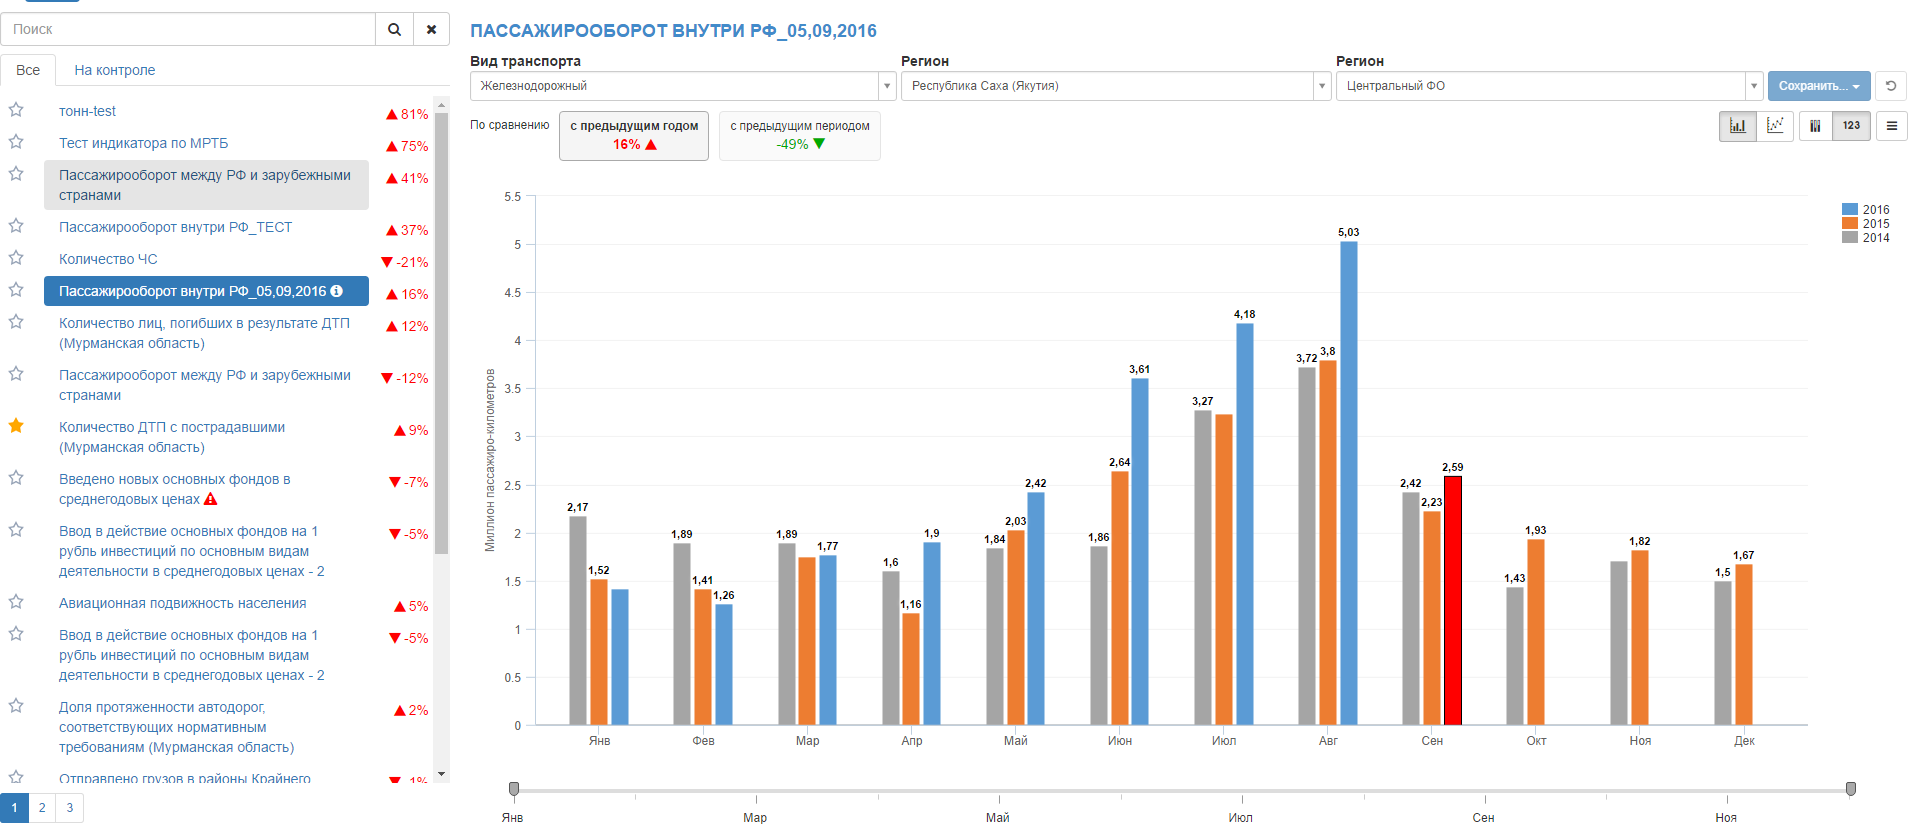 Поиск
Все
На контроле
тонн-test
81%
Тест индикатора по МРТБ
75%
Пассажирооборот между РФ и зарубежными
странами
41%
Пассажирооборот внутри РФ_ТЕСТ
37%
Количество ЧС
-21%
Пассажирооборот внутри РФ_05,09,2016
16%
Количество лиц, погибших в результате ДТП
(Мурманская область)
12%
Пассажирооборот между РФ и зарубежными
странами
-12%
Количество ДТП с пострадавшими
(Мурманская область)
9%
Введено новых основных фондов в
среднегодовых ценах
-7%
Ввод в действие основных фондов на 1
рубль инвестиций по основным видам
деятельности в среднегодовых ценах - 2
-5%
Авиационная подвижность населения
5%
Ввод в действие основных фондов на 1
рубль инвестиций по основным видам
деятельности в среднегодовых ценах - 2
-5%
Доля протяженности автодорог,
соответствующих нормативным
требованиям (Мурманская область)
2%
Отправлено грузов в районы Крайнего
-1%
1 2 3
ПАССАЖИРООБОРОТ ВНУТРИ РФ_05,09,2016
Вид транспорта
Железнодорожный
Регион
Республика Саха (Якутия)
Регион
Центральный ФО
Сохранить...
По сравнению
с предыдущим годом
16%
с предыдущим периодом
-49%
123
Миллион пассажиро-километров
5.5
5
4.5
4
3.5
3
2.5
2
1.5
1
0.5
0
2,17
1,52
1,89
1,41
1,26
1,89
1,77
1,6
1,16
1,9
1,84
2,03
2,42
1,86
2,64
3,61
3,27
4,18
3,72
3,8
5,03
2,42
2,23
2,59
1,43
1,93
1,82
1,5
1,67
Янв Фев Мар Апр Май Июн Июл Авг Сен Окт Ноя Дек
2016
2015
2014
Янв Мар Май Июл Сен Ноя